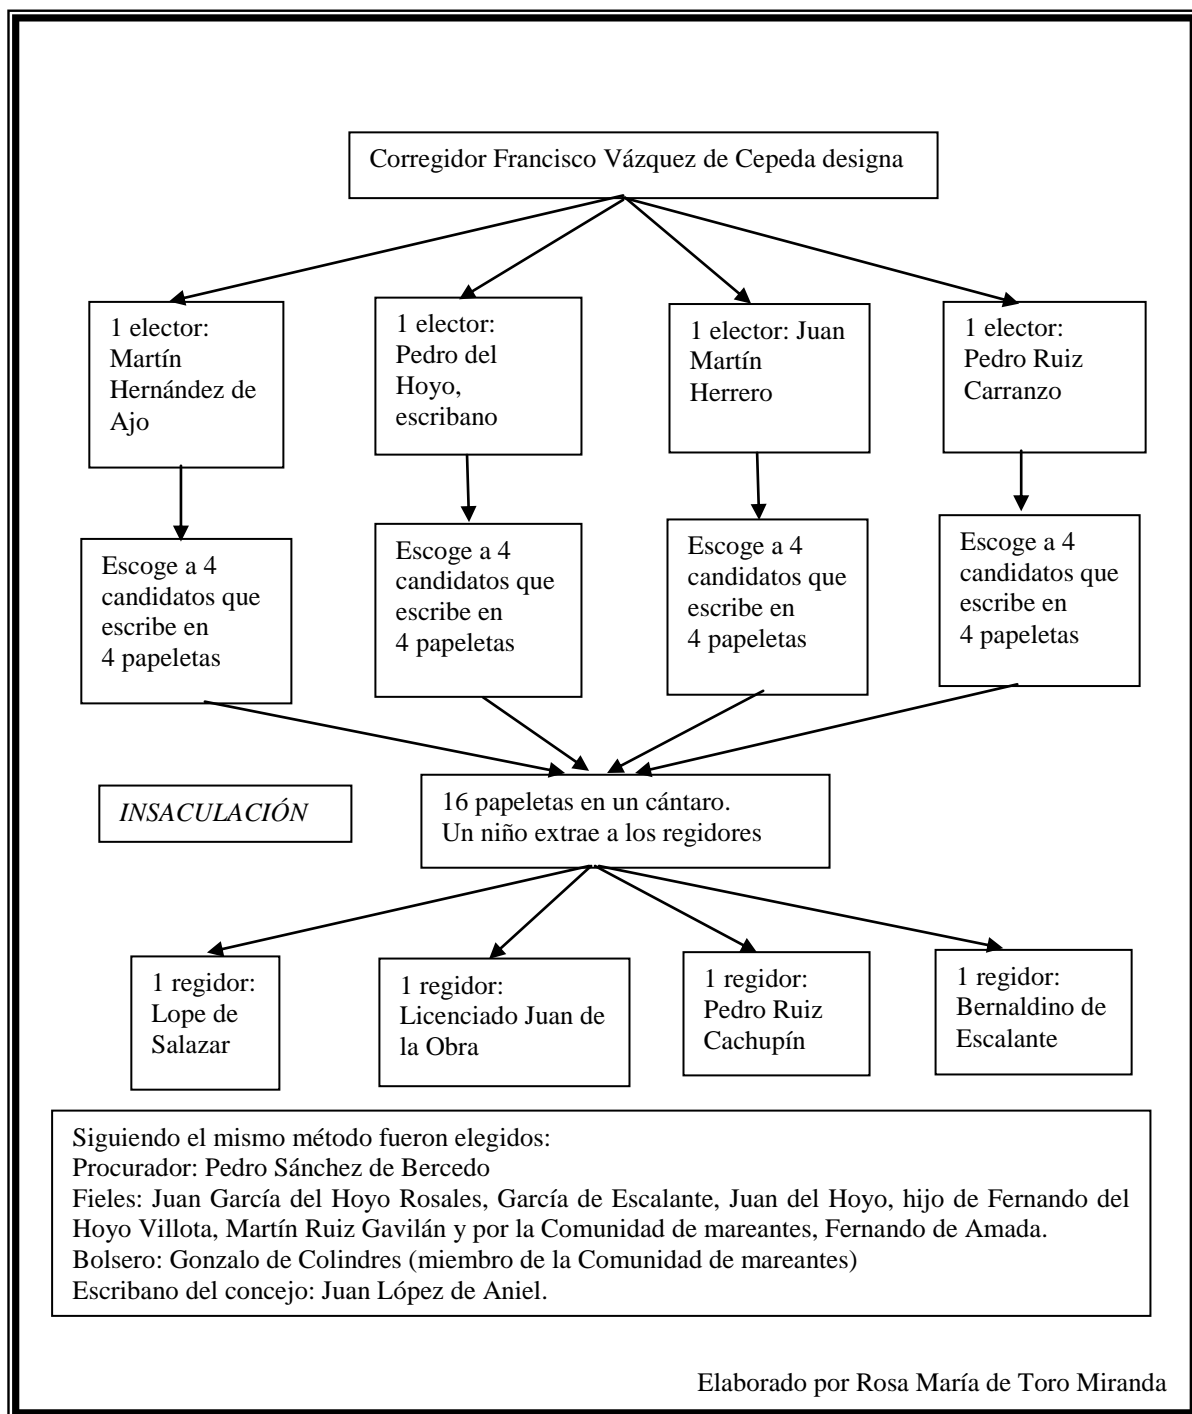 Corregidor Francisco Vázquez de Cepeda designa
1 elector:
Martín
Hernández de
Ajo
1 elector:
Pedro del
Hoyo,
escribano
1 elector: Juan
Martín
Herrero
1 elector:
Pedro Ruiz
Carranzo
Escoge a 4
candidatos que
escribe en
4 papeletas
Escoge a 4
candidatos que
escribe en
4 papeletas
Escoge a 4
candidatos que
escribe en
4 papeletas
Escoge a 4
candidatos que
escribe en
4 papeletas
INSACULACIÓN
16 papeletas en un cántaro.
Un niño extrae a los regidores
1 regidor:
Lope de
Salazar
1 regidor:
Licenciado Juan de
la Obra
1 regidor:
Pedro Ruiz
Cachupín
1 regidor:
Bernaldino de
Escalante
Siguiendo el mismo método fueron elegidos:
Procurador: Pedro Sánchez de Bercedo
Fieles: Juan García del Hoyo Rosales, García de Escalante, Juan del Hoyo, hijo de Fernando del
Hoyo Villota, Martín Ruiz Gavilán y por la Comunidad de mareantes, Fernando de Amada.
Bolsero: Gonzalo de Colindres (miembro de la Comunidad de mareantes)
Escribano del concejo: Juan López de Aniel.
Elaborado por Rosa María de Toro Miranda